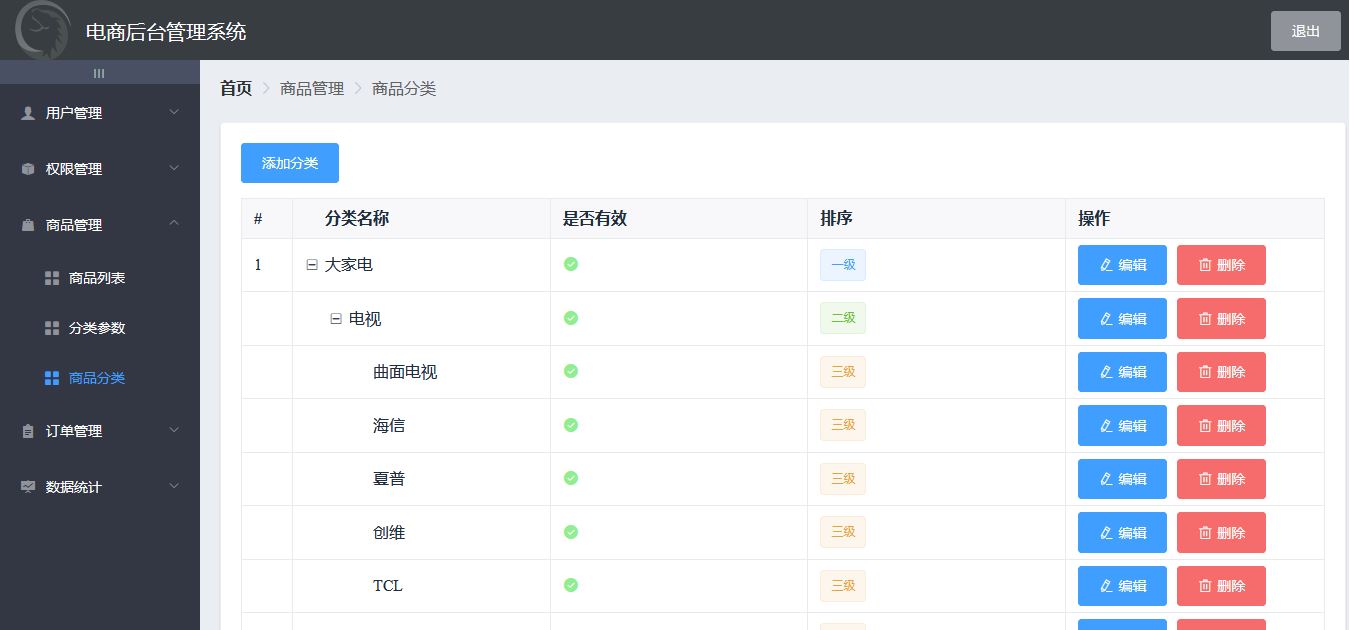 电商后台管理系统
退出
|||
用户管理
权限管理
商品管理
商品列表
分类参数
商品分类
订单管理
数据统计
首页 > 商品管理 > 商品分类
添加分类
# 分类名称 是否有效 排序 操作
1 大家电 一级 编辑 删除
电视 二级 编辑 删除
曲面电视 三级 编辑 删除
海信 三级 编辑 删除
夏普 三级 编辑 删除
创维 三级 编辑 删除
TCL 三级 编辑 删除